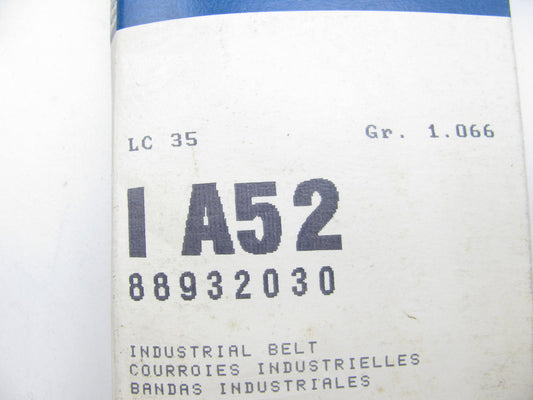 LC 35 Gr. 1.066
I A52
88932030
INDUSTRIAL BELT
COURROIES INDUSTRIELLES
BANDAS INDUSTRIALES